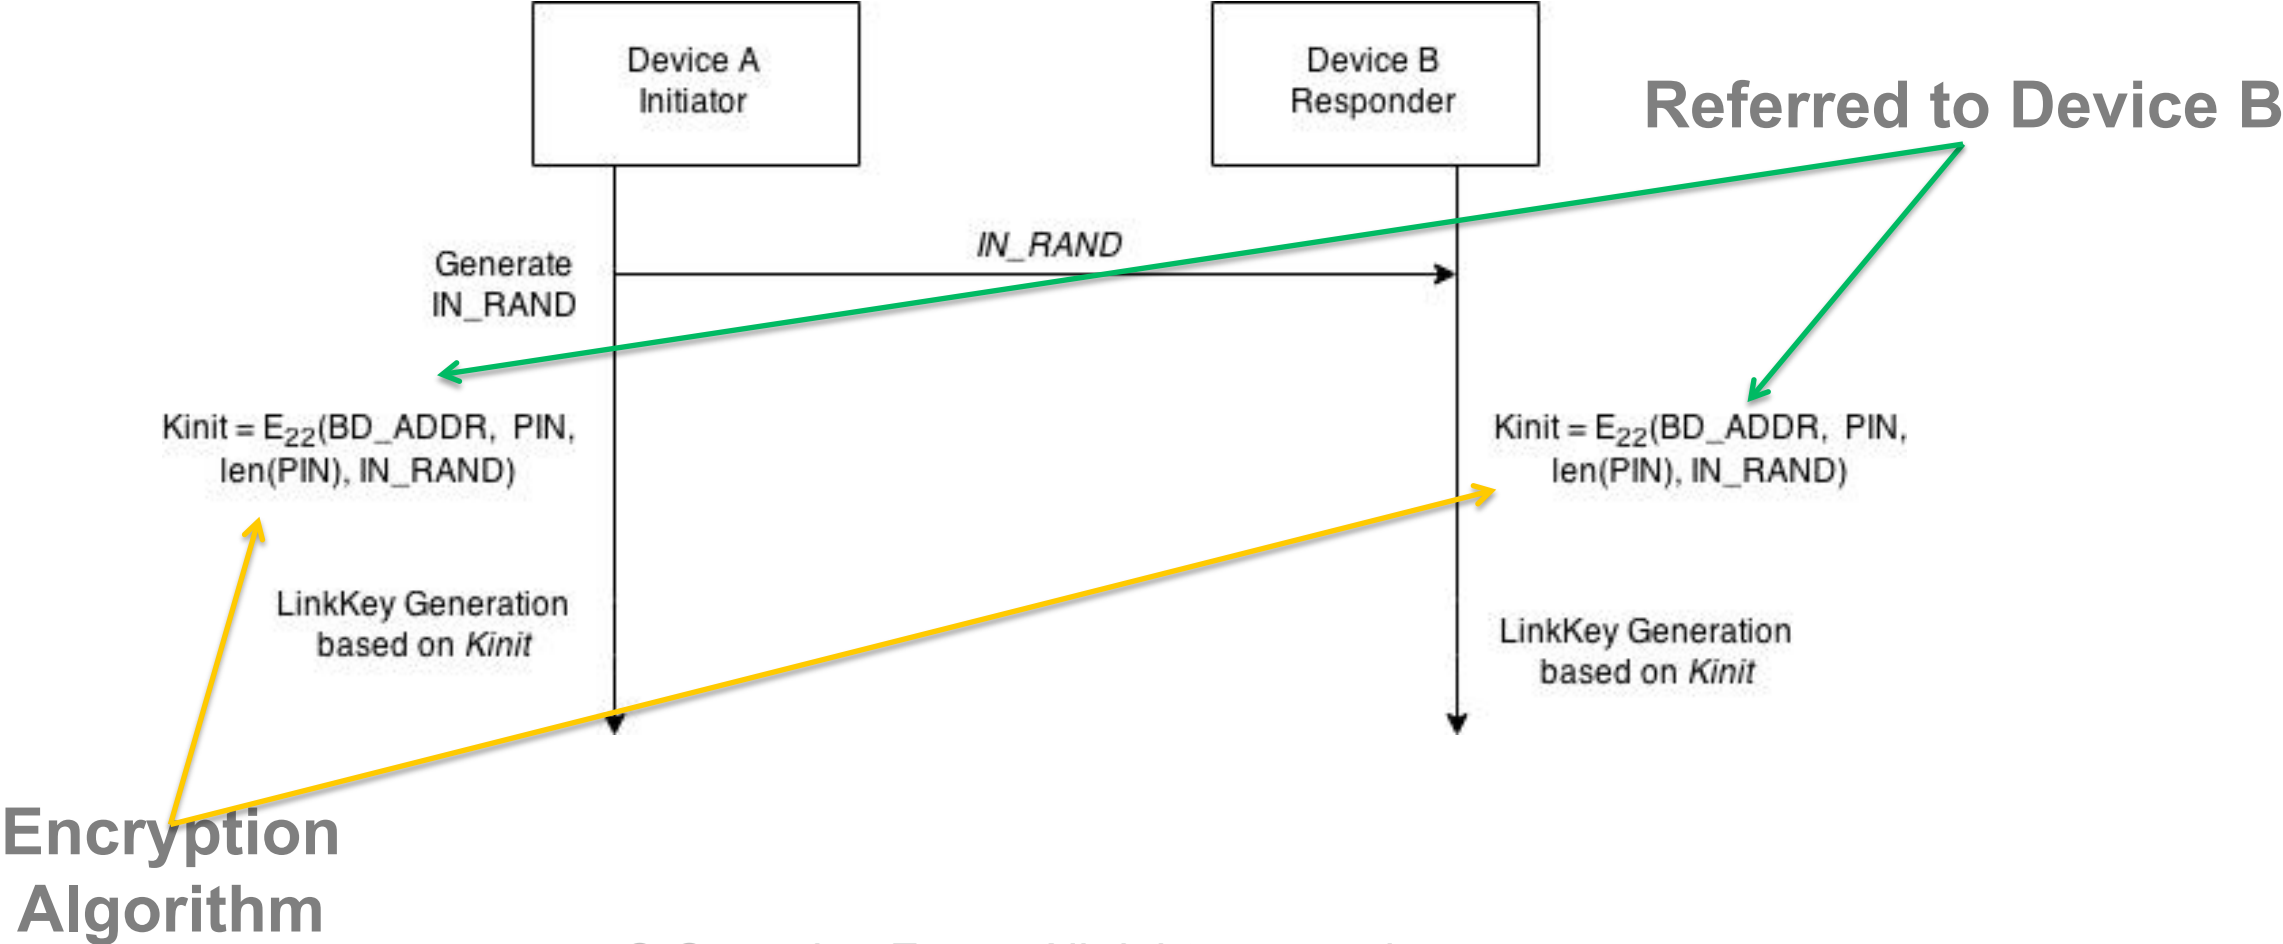 Device A
Initiator
Device B
Responder
Referred to Device B
IN_RAND
Generate
IN_RAND
Kinit = E22(BD_ADDR, PIN,
len(PIN), IN_RAND)
Kinit = E22(BD_ADDR, PIN,
len(PIN), IN_RAND)
LinkKey Generation
based on Kinit
LinkKey Generation
based on Kinit
Encryption
Algorithm